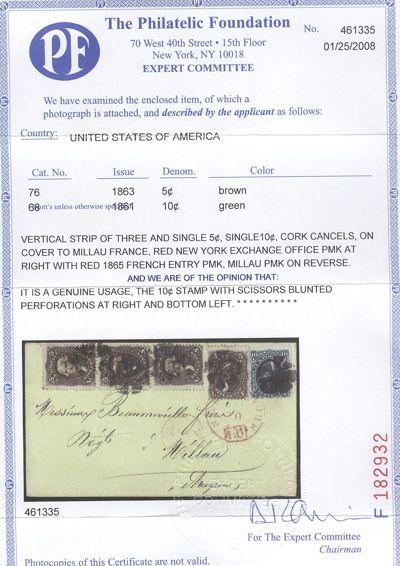 The Philatelic Foundation
70 West 40th Street • 15th Floor
New York, NY 10018
EXPERT COMMITTEE
No. 461335
01/25/2008
PF
We have examined the enclosed item, of which a
photograph is attached, and described by the applicant as follows:
Country: UNITED STATES OF AMERICA
Cat. No. Issue Denom. Color
76 1863 5¢ brown
68 1861 10¢ green
VERTICAL STRIP OF THREE AND SINGLE 5¢, SINGLE10¢, CORK CANCELS, ON
COVER TO MILLAU FRANCE, RED NEW YORK EXCHANGE OFFICE PMK AT
RIGHT WITH RED 1865 FRENCH ENTRY PMK, MILLAU PMK ON REVERSE.
AND WE ARE OF THE OPINION THAT:
IT IS A GENUINE USAGE, THE 10¢ STAMP WITH SCISSORS BLUNTED
PERFORATIONS AT RIGHT AND BOTTOM LEFT. **********
Messieurs
Négts à Millau
461335
F 182932
For The Expert Committee
Chairman
Photocopies of this Certificate are not valid.